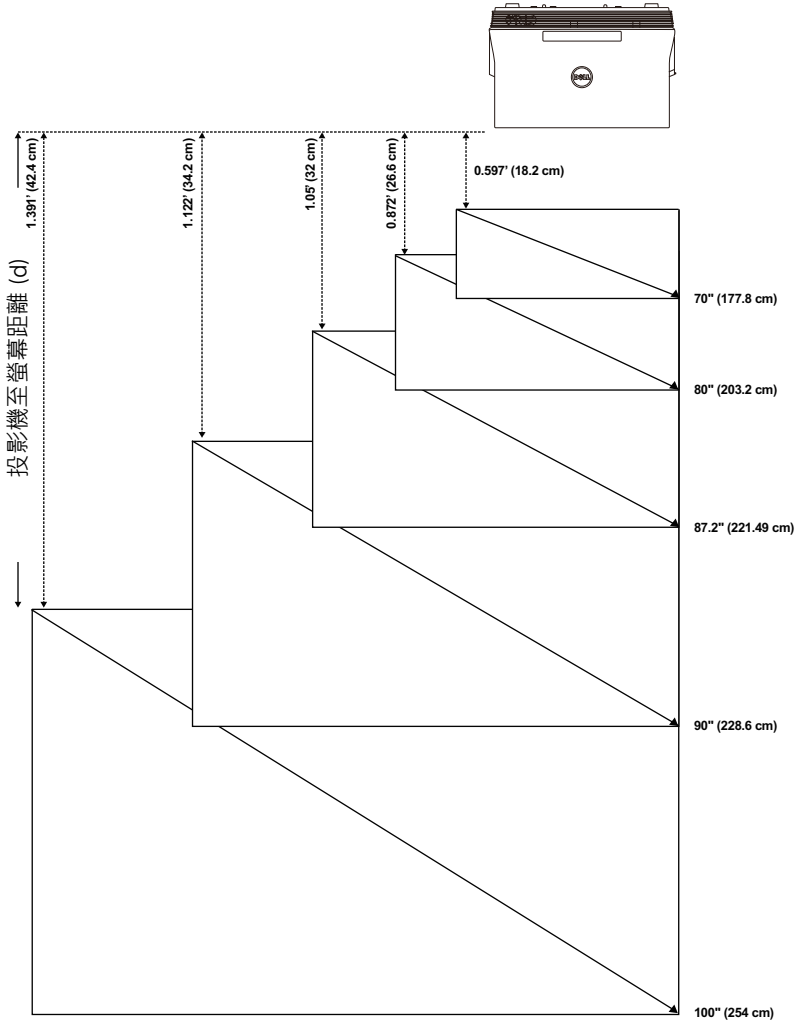 DELL
1.391' (42.4 cm)
1.122' (34.2 cm)
1.05' (32 cm)
0.872' (26.6 cm)
0.597' (18.2 cm)
投影機至螢幕距離 (d)
70" (177.8 cm)
80" (203.2 cm)
87.2" (221.49 cm)
90" (228.6 cm)
100" (254 cm)